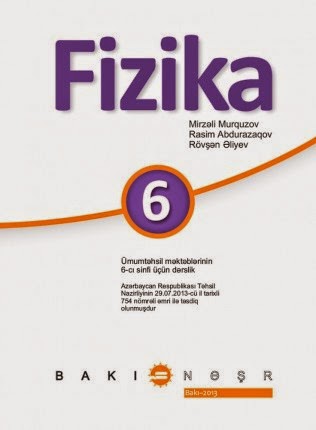 Fizika
Mirzəli Murquzov
Rasim Abdurazaqov
Rövşən Əliyev
6
Ümumtəhsil məktəblərinin
6-cı sinfi üçün dərslik
Azərbaycan Respublikası Təhsil
Nazirliyinin 29.07.2013-cü il tarixli
754 nömrəli əmri ilə təsdiq
olunmuşdur
BAKI NƏŞR
Bakı-2013